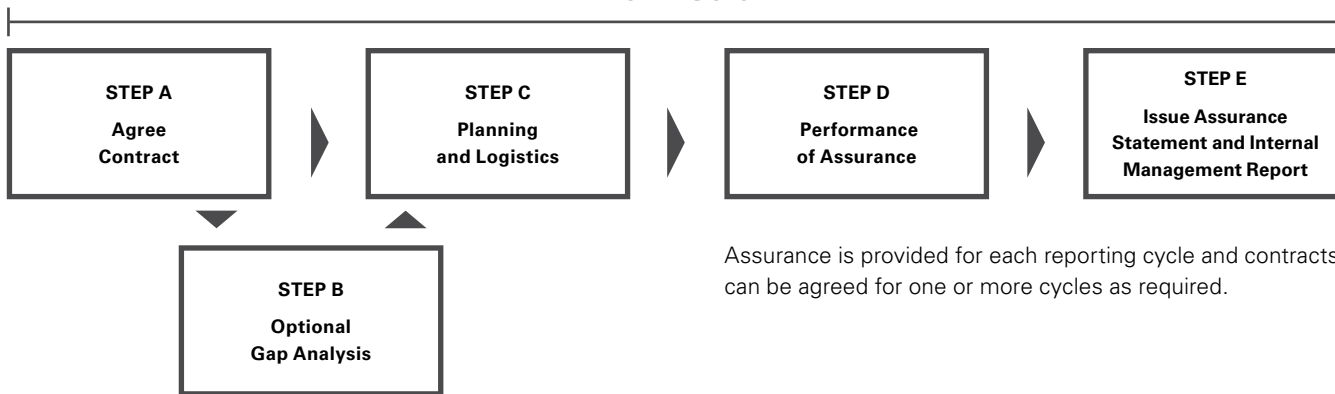 STEP A
Agree
Contract
STEP C
Planning
and Logistics
STEP D
Performance
of Assurance
STEP E
Issue Assurance
Statement and Internal
Management Report
STEP B
Optional
Gap Analysis
Assurance is provided for each reporting cycle and contracts
can be agreed for one or more cycles as required.